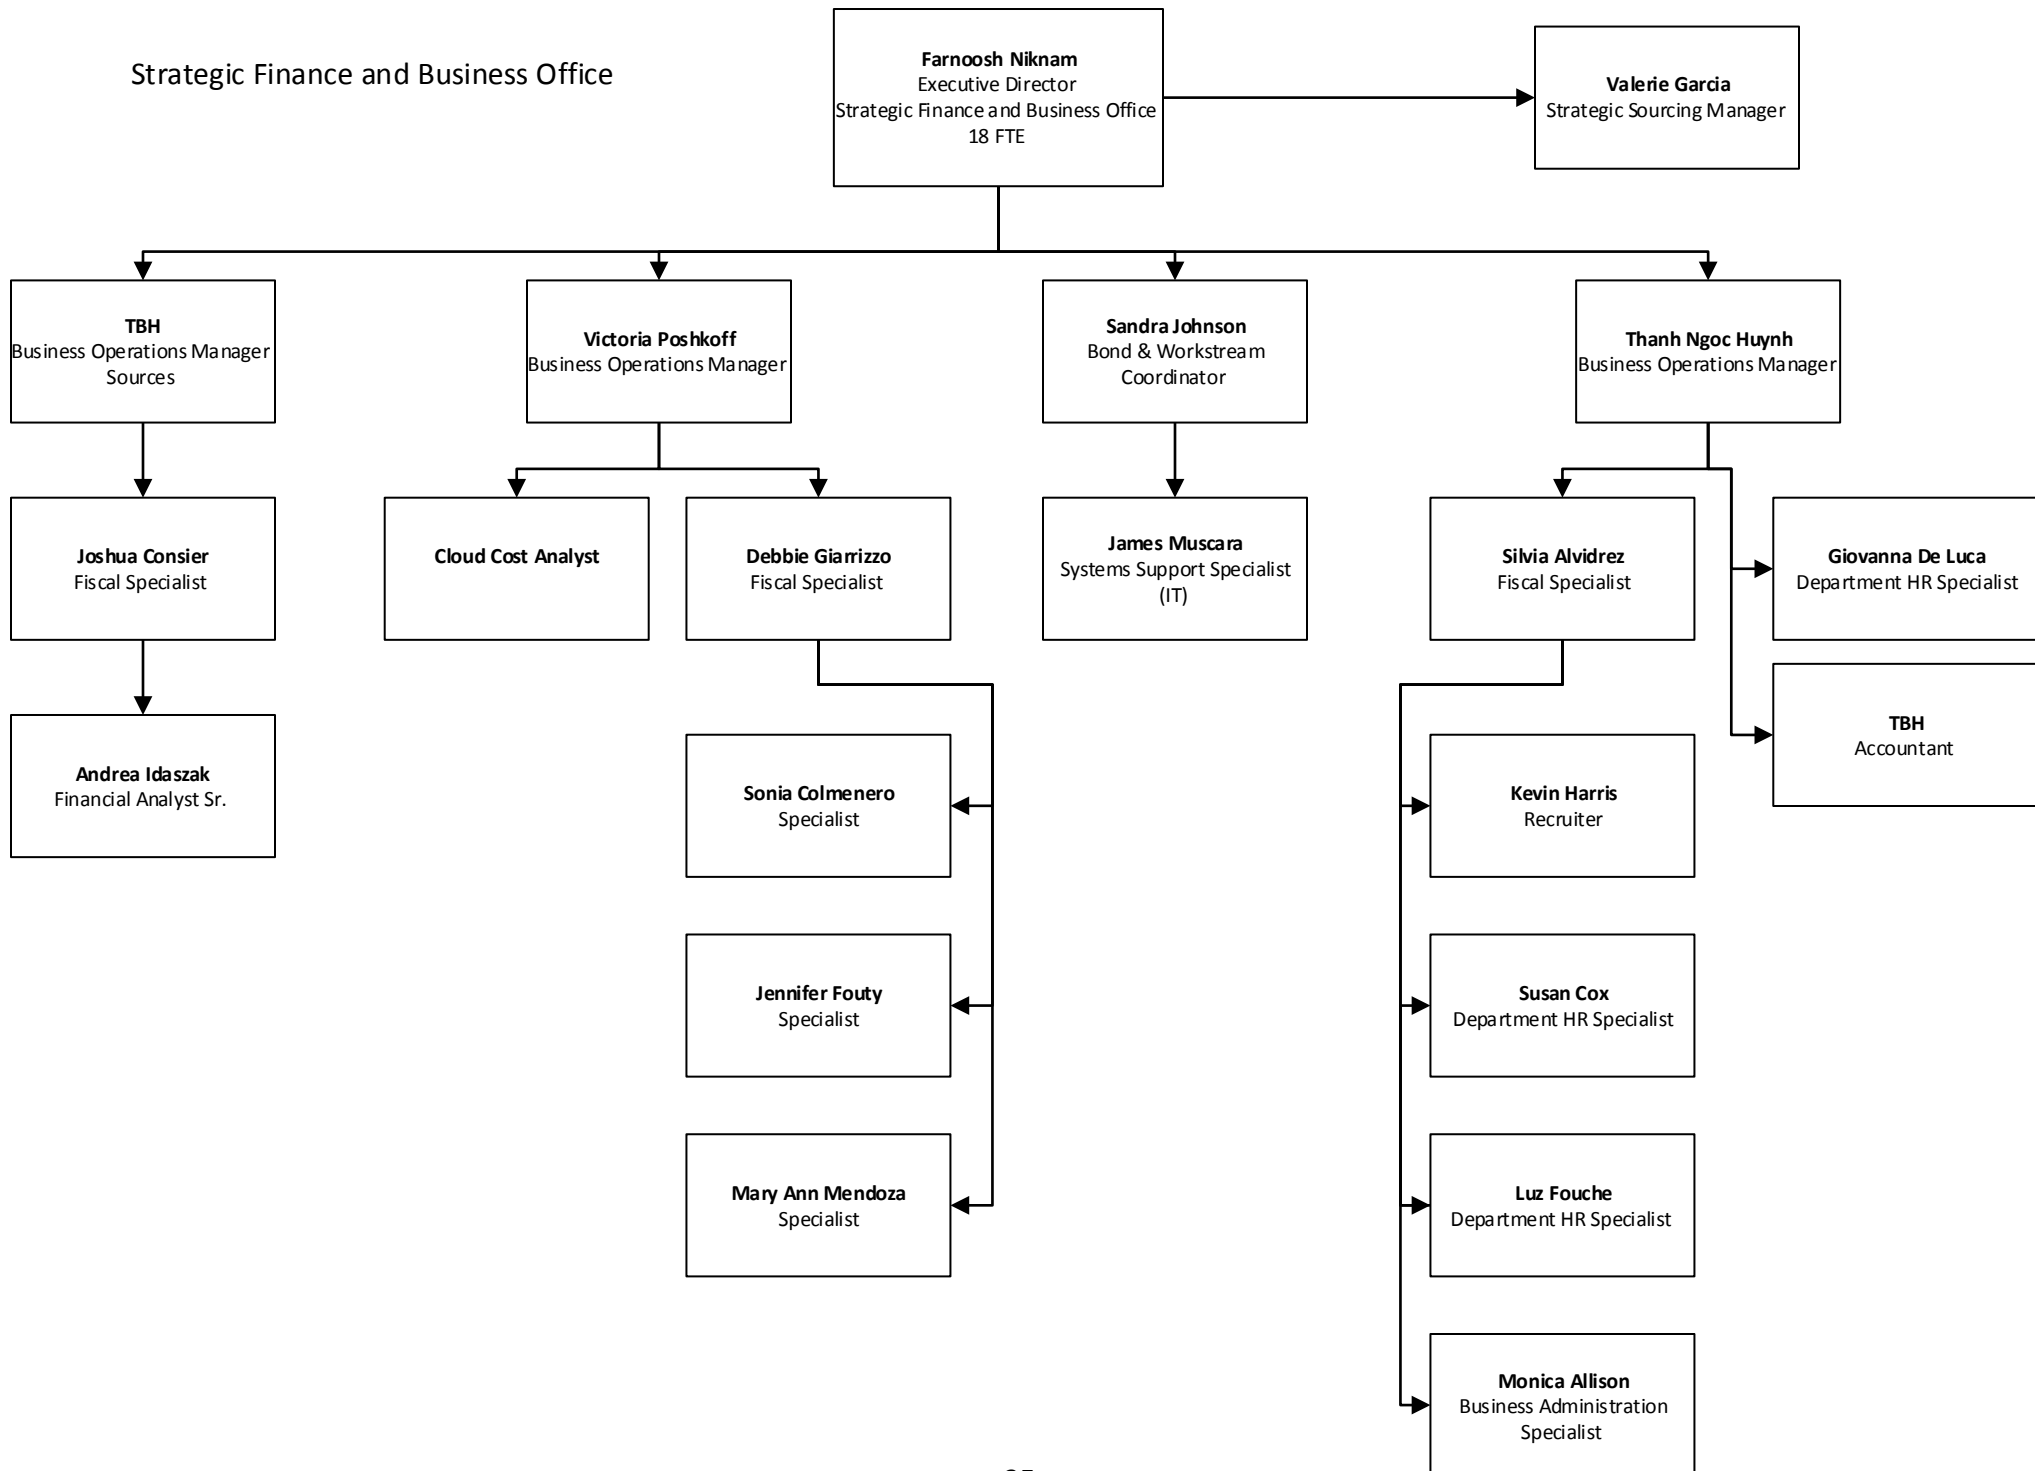 Strategic Finance and Business Office
Farnoosh Niknam
Executive Director
Strategic Finance and Business Office
18 FTE
Valerie Garcia
Strategic Sourcing Manager
TBH
Business Operations Manager
Sources
Victoria Poshkoff
Business Operations Manager
Sandra Johnson
Bond & Workstream
Coordinator
Thanh Ngoc Huynh
Business Operations Manager
Joshua Consier
Fiscal Specialist
Cloud Cost Analyst
Debbie Giarrizzo
Fiscal Specialist
James Muscara
Systems Support Specialist
(IT)
Silvia Alvidrez
Fiscal Specialist
Giovanna De Luca
Department HR Specialist
Andrea Idaszak
Financial Analyst Sr.
Sonia Colmenero
Specialist
Kevin Harris
Recruiter
TBH
Accountant
Jennifer Fouty
Specialist
Susan Cox
Department HR Specialist
Mary Ann Mendoza
Specialist
Luz Fouche
Department HR Specialist
Monica Allison
Business Administration
Specialist